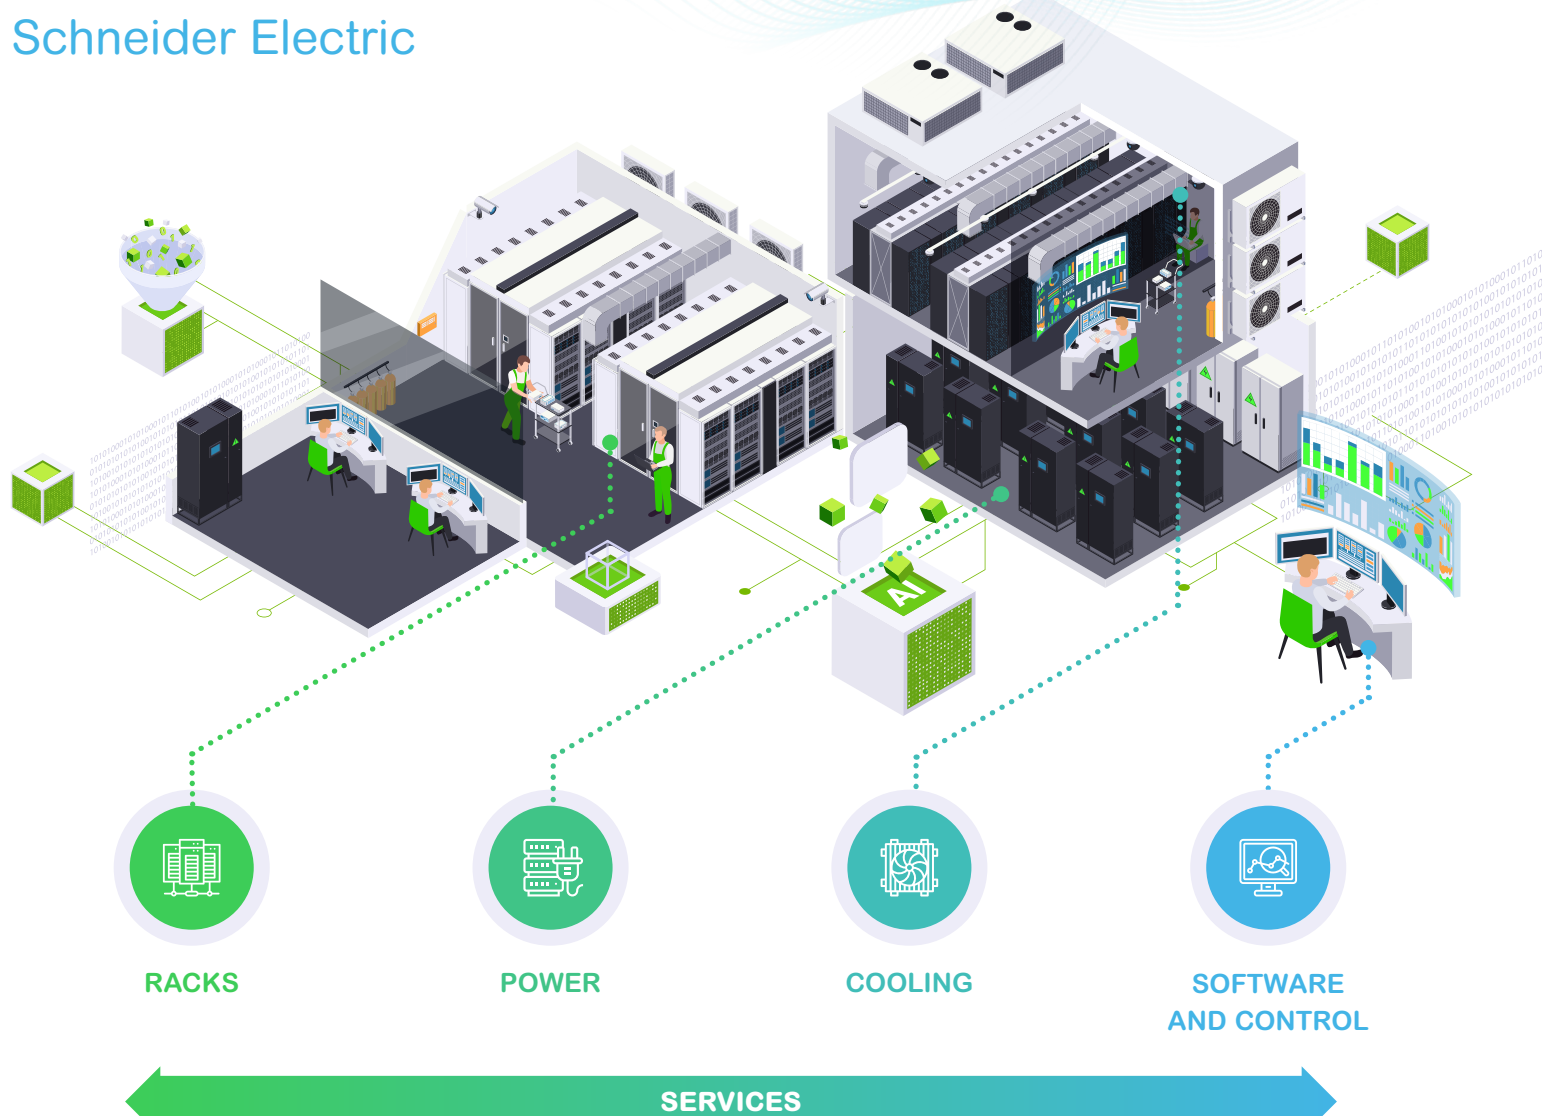 Schneider Electric
AI
RACKS
POWER
COOLING
SOFTWARE
AND CONTROL
SERVICES